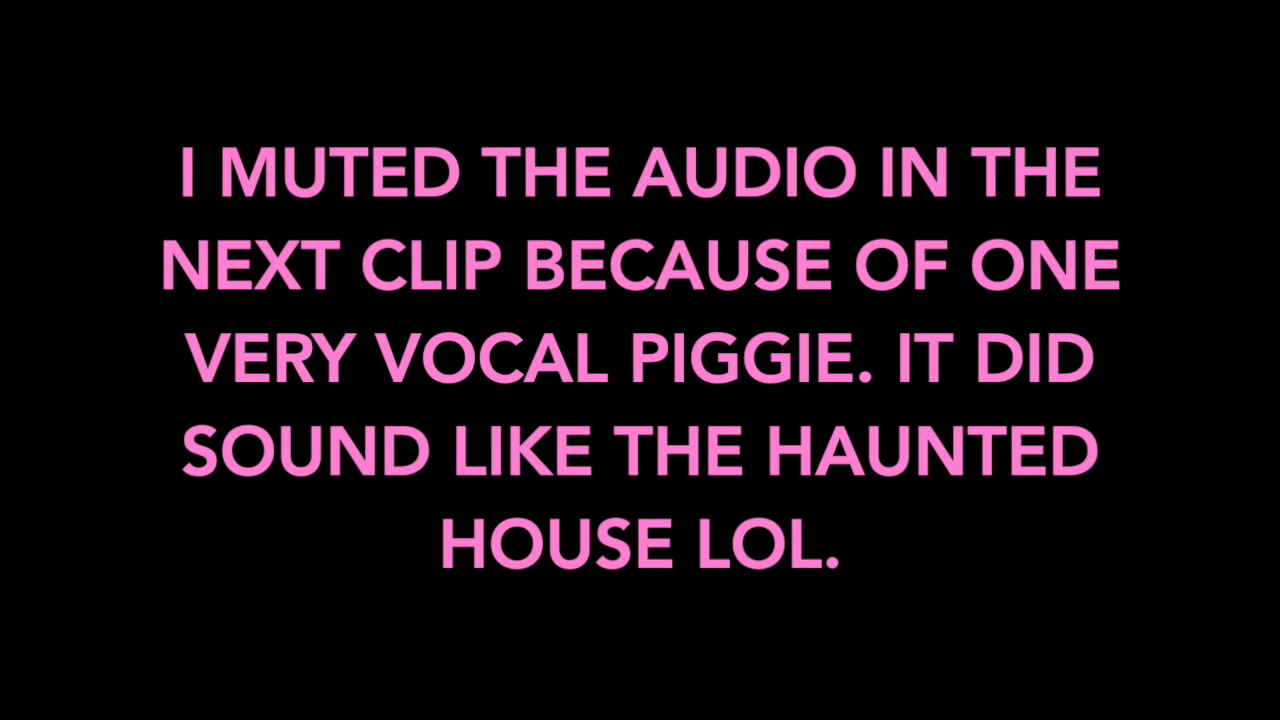 I MUTED THE AUDIO IN THE
NEXT CLIP BECAUSE OF ONE
VERY VOCAL PIGGIE. IT DID
SOUND LIKE THE HAUNTED
HOUSE LOL.